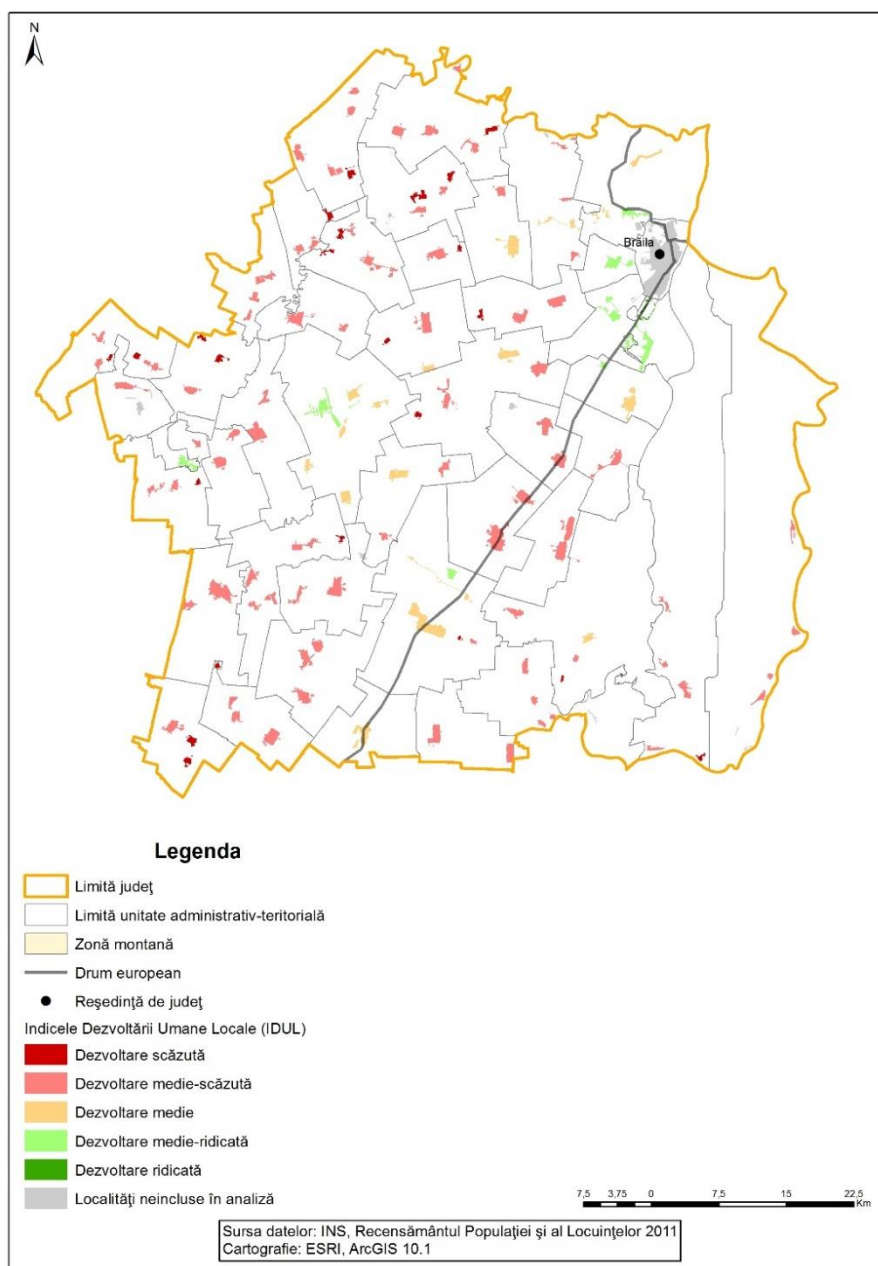 N
Brăila
Legenda
Limită judeţ
Limită unitate administrativ-teritorială
Zonă montană
Drum european
Reşedinţă de judeţ
Indicele Dezvoltării Umane Locale (IDUL)
Dezvoltare scăzută
Dezvoltare medie-scăzută
Dezvoltare medie
Dezvoltare medie-ridicată
Dezvoltare ridicată
Localităţi neincluse în analiză
7,5 3,75 0 7,5 15 22,5
Km
Sursa datelor: INS, Recensământul Populaţiei şi al Locuinţelor 2011
Cartografie: ESRI, ArcGIS 10.1